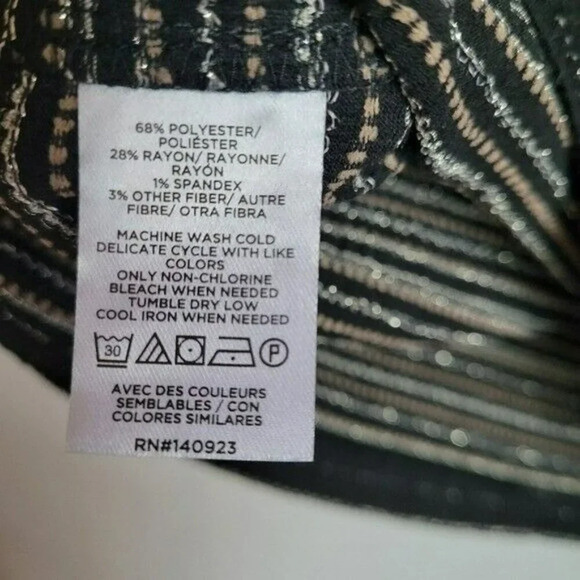 68% POLYESTER/
POLIÉSTER
28% RAYON/ RAYONNE/
RAYÓN
1% SPANDEX
3% OTHER FIBER/ AUTRE
FIBRE/ OTRA FIBRA
MACHINE WASH COLD
DELICATE CYCLE WITH LIKE
COLORS
ONLY NON-CHLORINE
BLEACH WHEN NEEDED
TUMBLE DRY LOW
COOL IRON WHEN NEEDED
30 P
AVEC DES COULEURS
SEMBLABLES / CON
COLORES SIMILARES
RN#140923